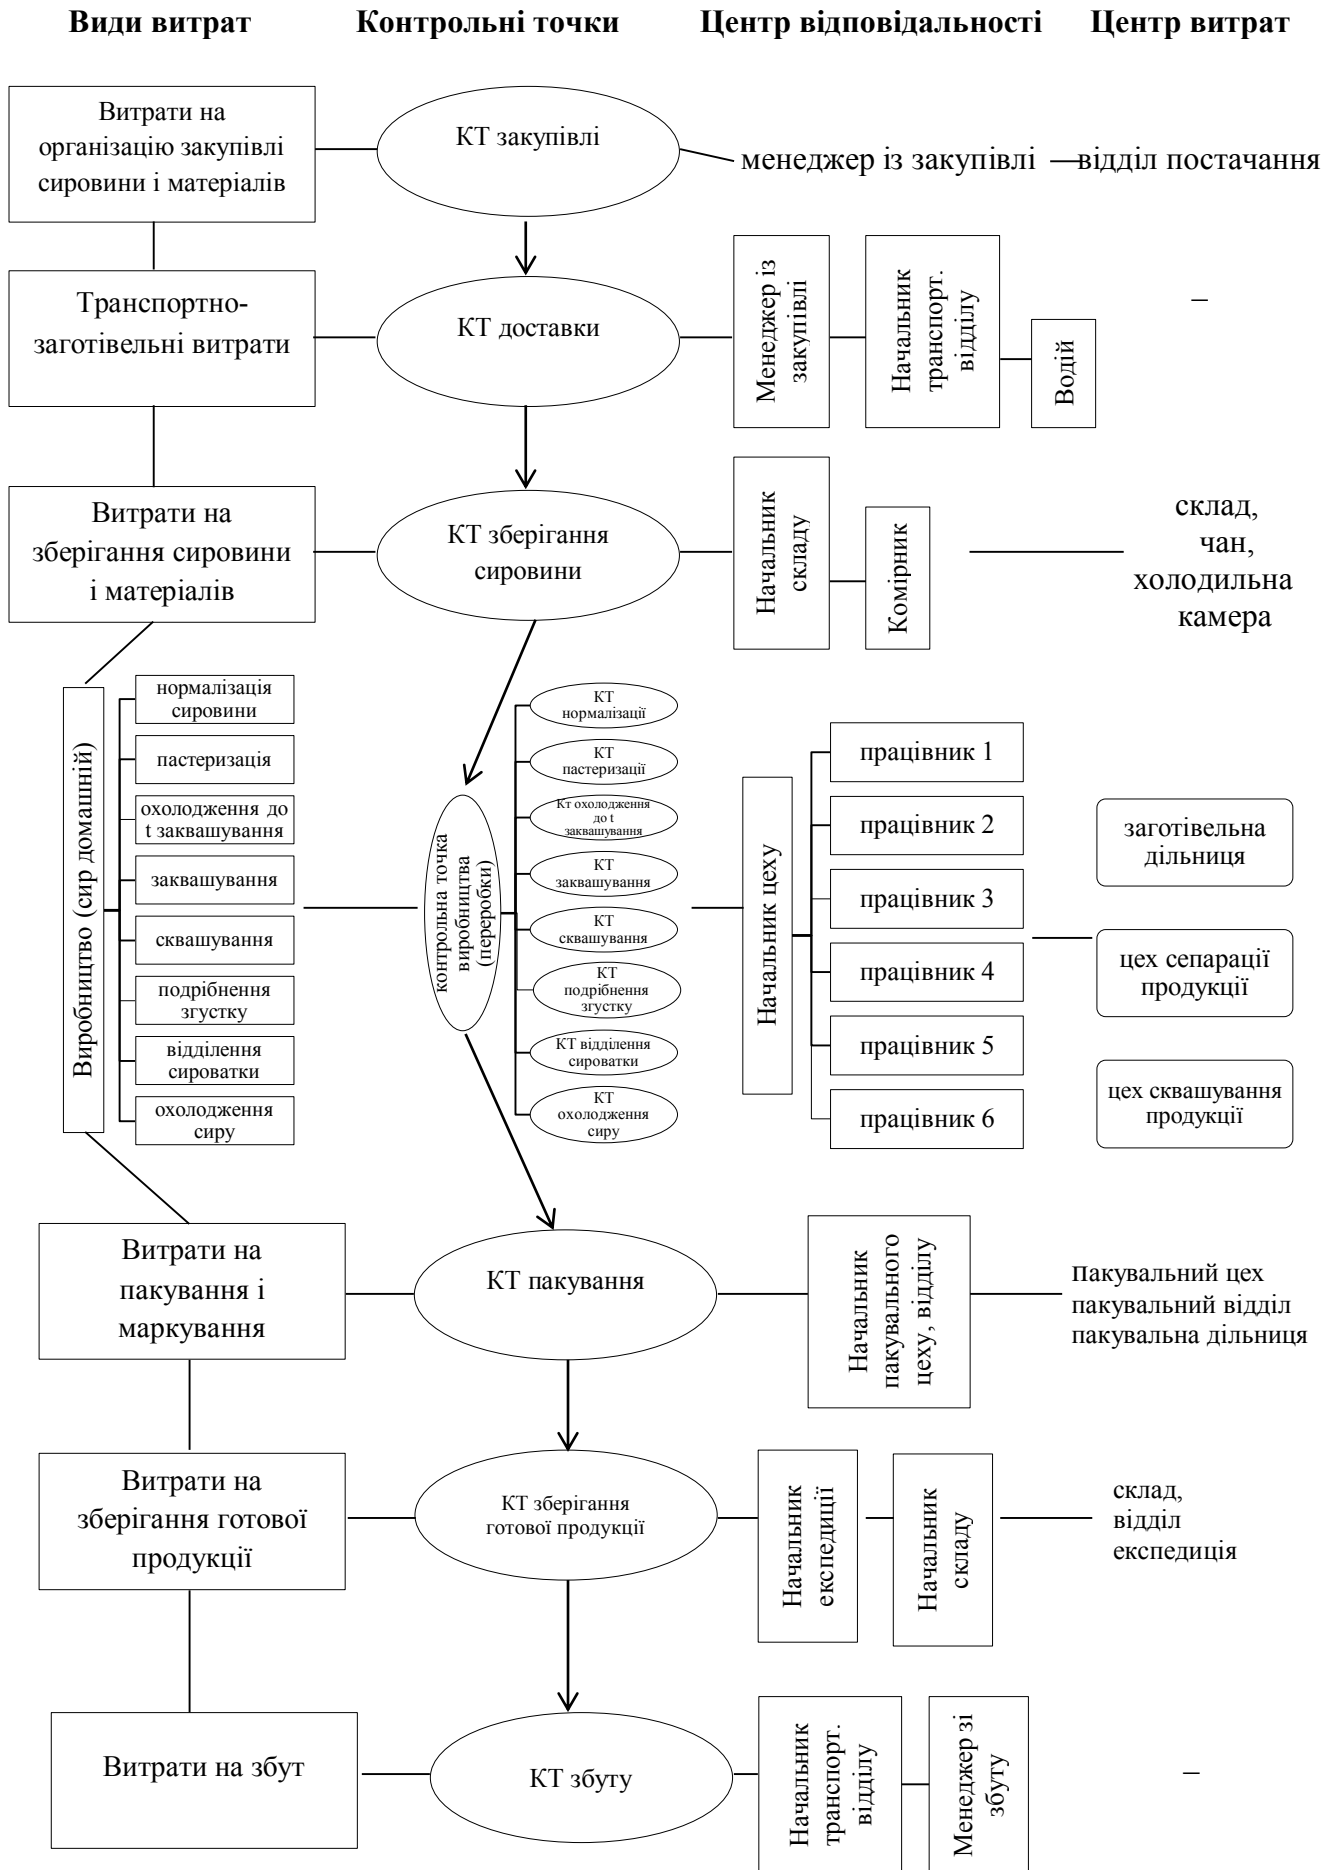 Види витрат
Контрольні точки
Центр відповідальності
Центр витрат
Витрати на
організацію закупівлі
сировини і матеріалів
КТ закупівлі
менеджер із закупівлі
відділ постачання
Транспортно-
заготівельні витрати
КТ доставки
Менеджер із
закупівлі
Начальник
транспорт.
відділу
Водій
–
Витрати на
зберігання сировини
і матеріалів
КТ зберігання
сировини
Начальник
складу
Комірник
склад,
чан,
холодильна
камера
Виробництво (сир домашній)
нормалізація
сировини
пастеризація
охолодження до
t заквашування
заквашування
сквашування
подрібнення
згустку
відділення
сироватки
охолодження
сиру
контрольна точка
виробництва
(переробки)
КТ
нормалізації
КТ
пастеризації
Кт охолодження
до t
заквашування
КТ
заквашування
КТ
сквашування
КТ
подрібнення
згустку
КТ відділення
сироватки
КТ
охолодження
сиру
Начальник цеху
працівник 1
працівник 2
працівник 3
працівник 4
працівник 5
працівник 6
заготівельна
дільниця
цех сепарації
продукції
цех сквашування
продукції
Витрати на
пакування і
маркування
КТ пакування
Начальник
пакувального
цеху, відділу
пакувальний цех
пакувальний відділ
пакувальна дільниця
Витрати на
зберігання готової
продукції
КТ зберігання
готової продукції
Начальник
експедиції
Начальник
складу
склад,
відділ
експедиція
Витрати на збут
КТ збуту
Начальник
транспорт.
відділу
Менеджер зі
збуту
–